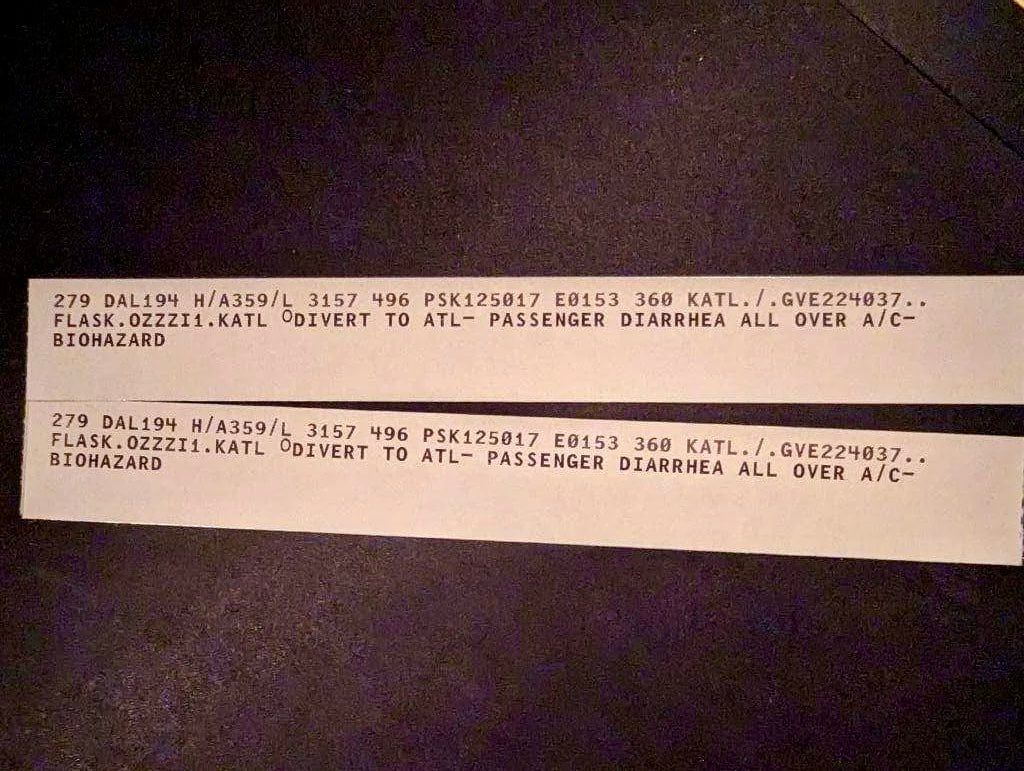 279 DAL194 H/A359/L 3157 496 PSK125017 E0153 360 KATL./.GVE224037..
FLASK.OZZZI1.KATL ○DIVERT TO ATL— PASSENGER DIARRHEA ALL OVER A/C—
BIOHAZARD
279 DAL194 H/A359/L 3157 496 PSK125017 E0153 360 KATL./.GVE224037..
FLASK.OZZZI1.KATL ○DIVERT TO ATL— PASSENGER DIARRHEA ALL OVER A/C—
BIOHAZARD